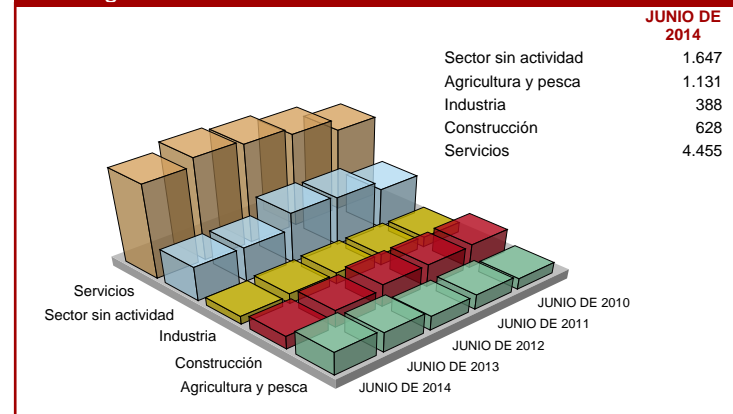 JUNIO DE
2014
Sector sin actividad 1.647
Agricultura y pesca 1.131
Industria 388
Construcción 628
Servicios 4.455
Servicios
Sector sin actividad
Industria
Construcción
Agricultura y pesca
JUNIO DE 2010
JUNIO DE 2011
JUNIO DE 2012
JUNIO DE 2013
JUNIO DE 2014